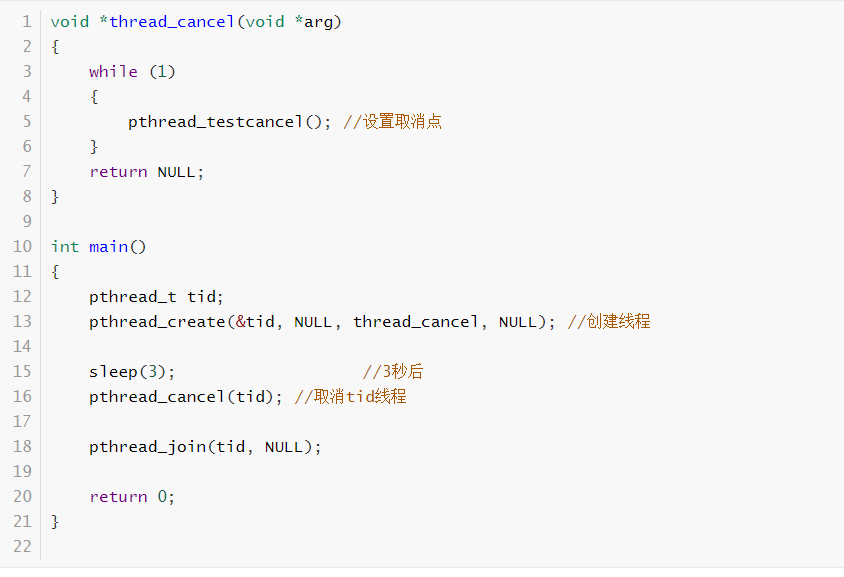 1 void *thread_cancel(void *arg)
2 {
3     while (1)
4     {
5         pthread_testcancel(); //设置取消点
6     }
7     return NULL;
8 }
9
10 int main()
11 {
12     pthread_t tid;
13     pthread_create(&tid, NULL, thread_cancel, NULL); //创建线程
14
15     sleep(3);                    //3秒后
16     pthread_cancel(tid); //取消tid线程
17
18     pthread_join(tid, NULL);
19
20     return 0;
21 }
22